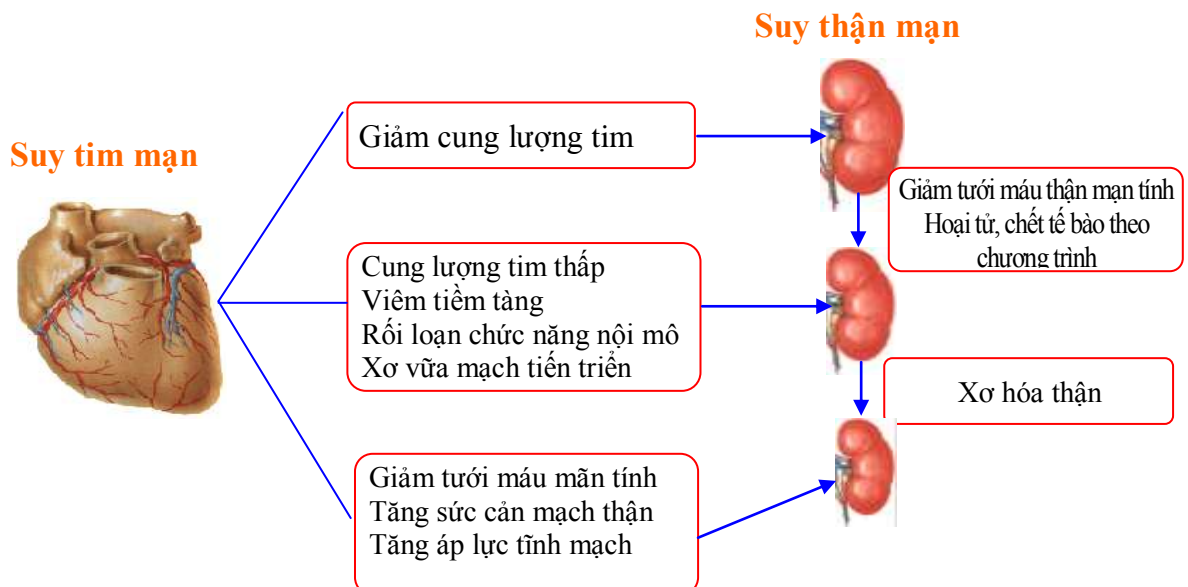 Suy thận mạn
Suy tim mạn
Giảm cung lượng tim
Giảm tưới máu thận mạn tính
Hoại tử, chết tế bào theo
chương trình
Cung lượng tim thấp
Viêm tiềm tàng
Rối loạn chức năng nội mô
Xơ vữa mạch tiến triển
Xơ hóa thận
Giảm tưới máu mãn tính
Tăng sức cản mạch thận
Tăng áp lực tĩnh mạch